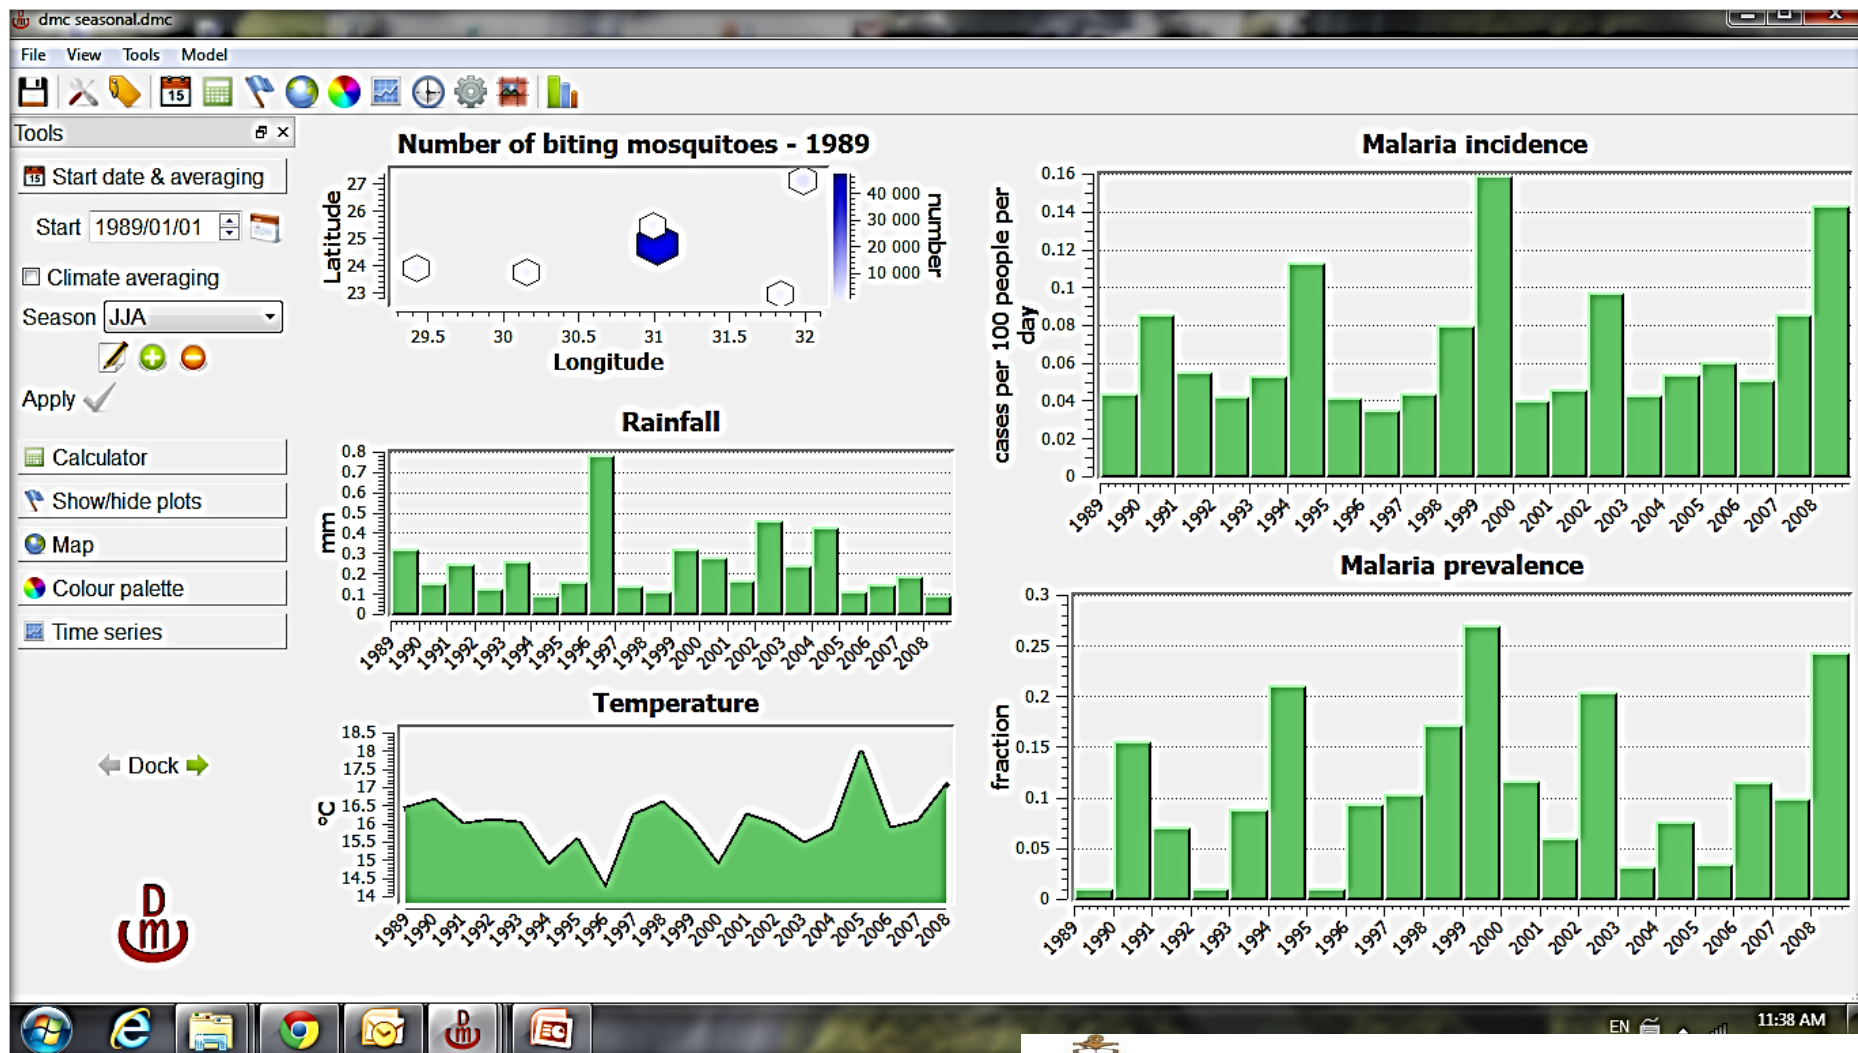 dmc seasonal.dmc
File View Tools Model
15
Tools
15 Start date & averaging
Start 1989/01/01
Climate averaging
Season JJA
Apply
Calculator
Show/hide plots
Map
Colour palette
Time series
Dock
D
m
Number of biting mosquitoes - 1989
Latitude
27
26
25
24
23
29.5 30 30.5 31 31.5 32
Longitude
40 000
30 000
20 000
10 000
number
Rainfall
mm
0.8
0.7
0.6
0.5
0.4
0.3
0.2
0.1
0
1989 1990 1991 1992 1993 1994 1995 1996 1997 1998 1999 2000 2001 2002 2003 2004 2005 2006 2007 2008
Temperature
°C
18.5
18
17.5
17
16.5
16
15.5
15
14.5
14
1989 1990 1991 1992 1993 1994 1995 1996 1997 1998 1999 2000 2001 2002 2003 2004 2005 2006 2007 2008
Malaria incidence
cases per 100 people per
day
0.16
0.14
0.12
0.1
0.08
0.06
0.04
0.02
0
1989 1990 1991 1992 1993 1994 1995 1996 1997 1998 1999 2000 2001 2002 2003 2004 2005 2006 2007 2008
Malaria prevalence
fraction
0.3
0.25
0.2
0.15
0.1
0.05
0
1989 1990 1991 1992 1993 1994 1995 1996 1997 1998 1999 2000 2001 2002 2003 2004 2005 2006 2007 2008
EN
11:38 AM